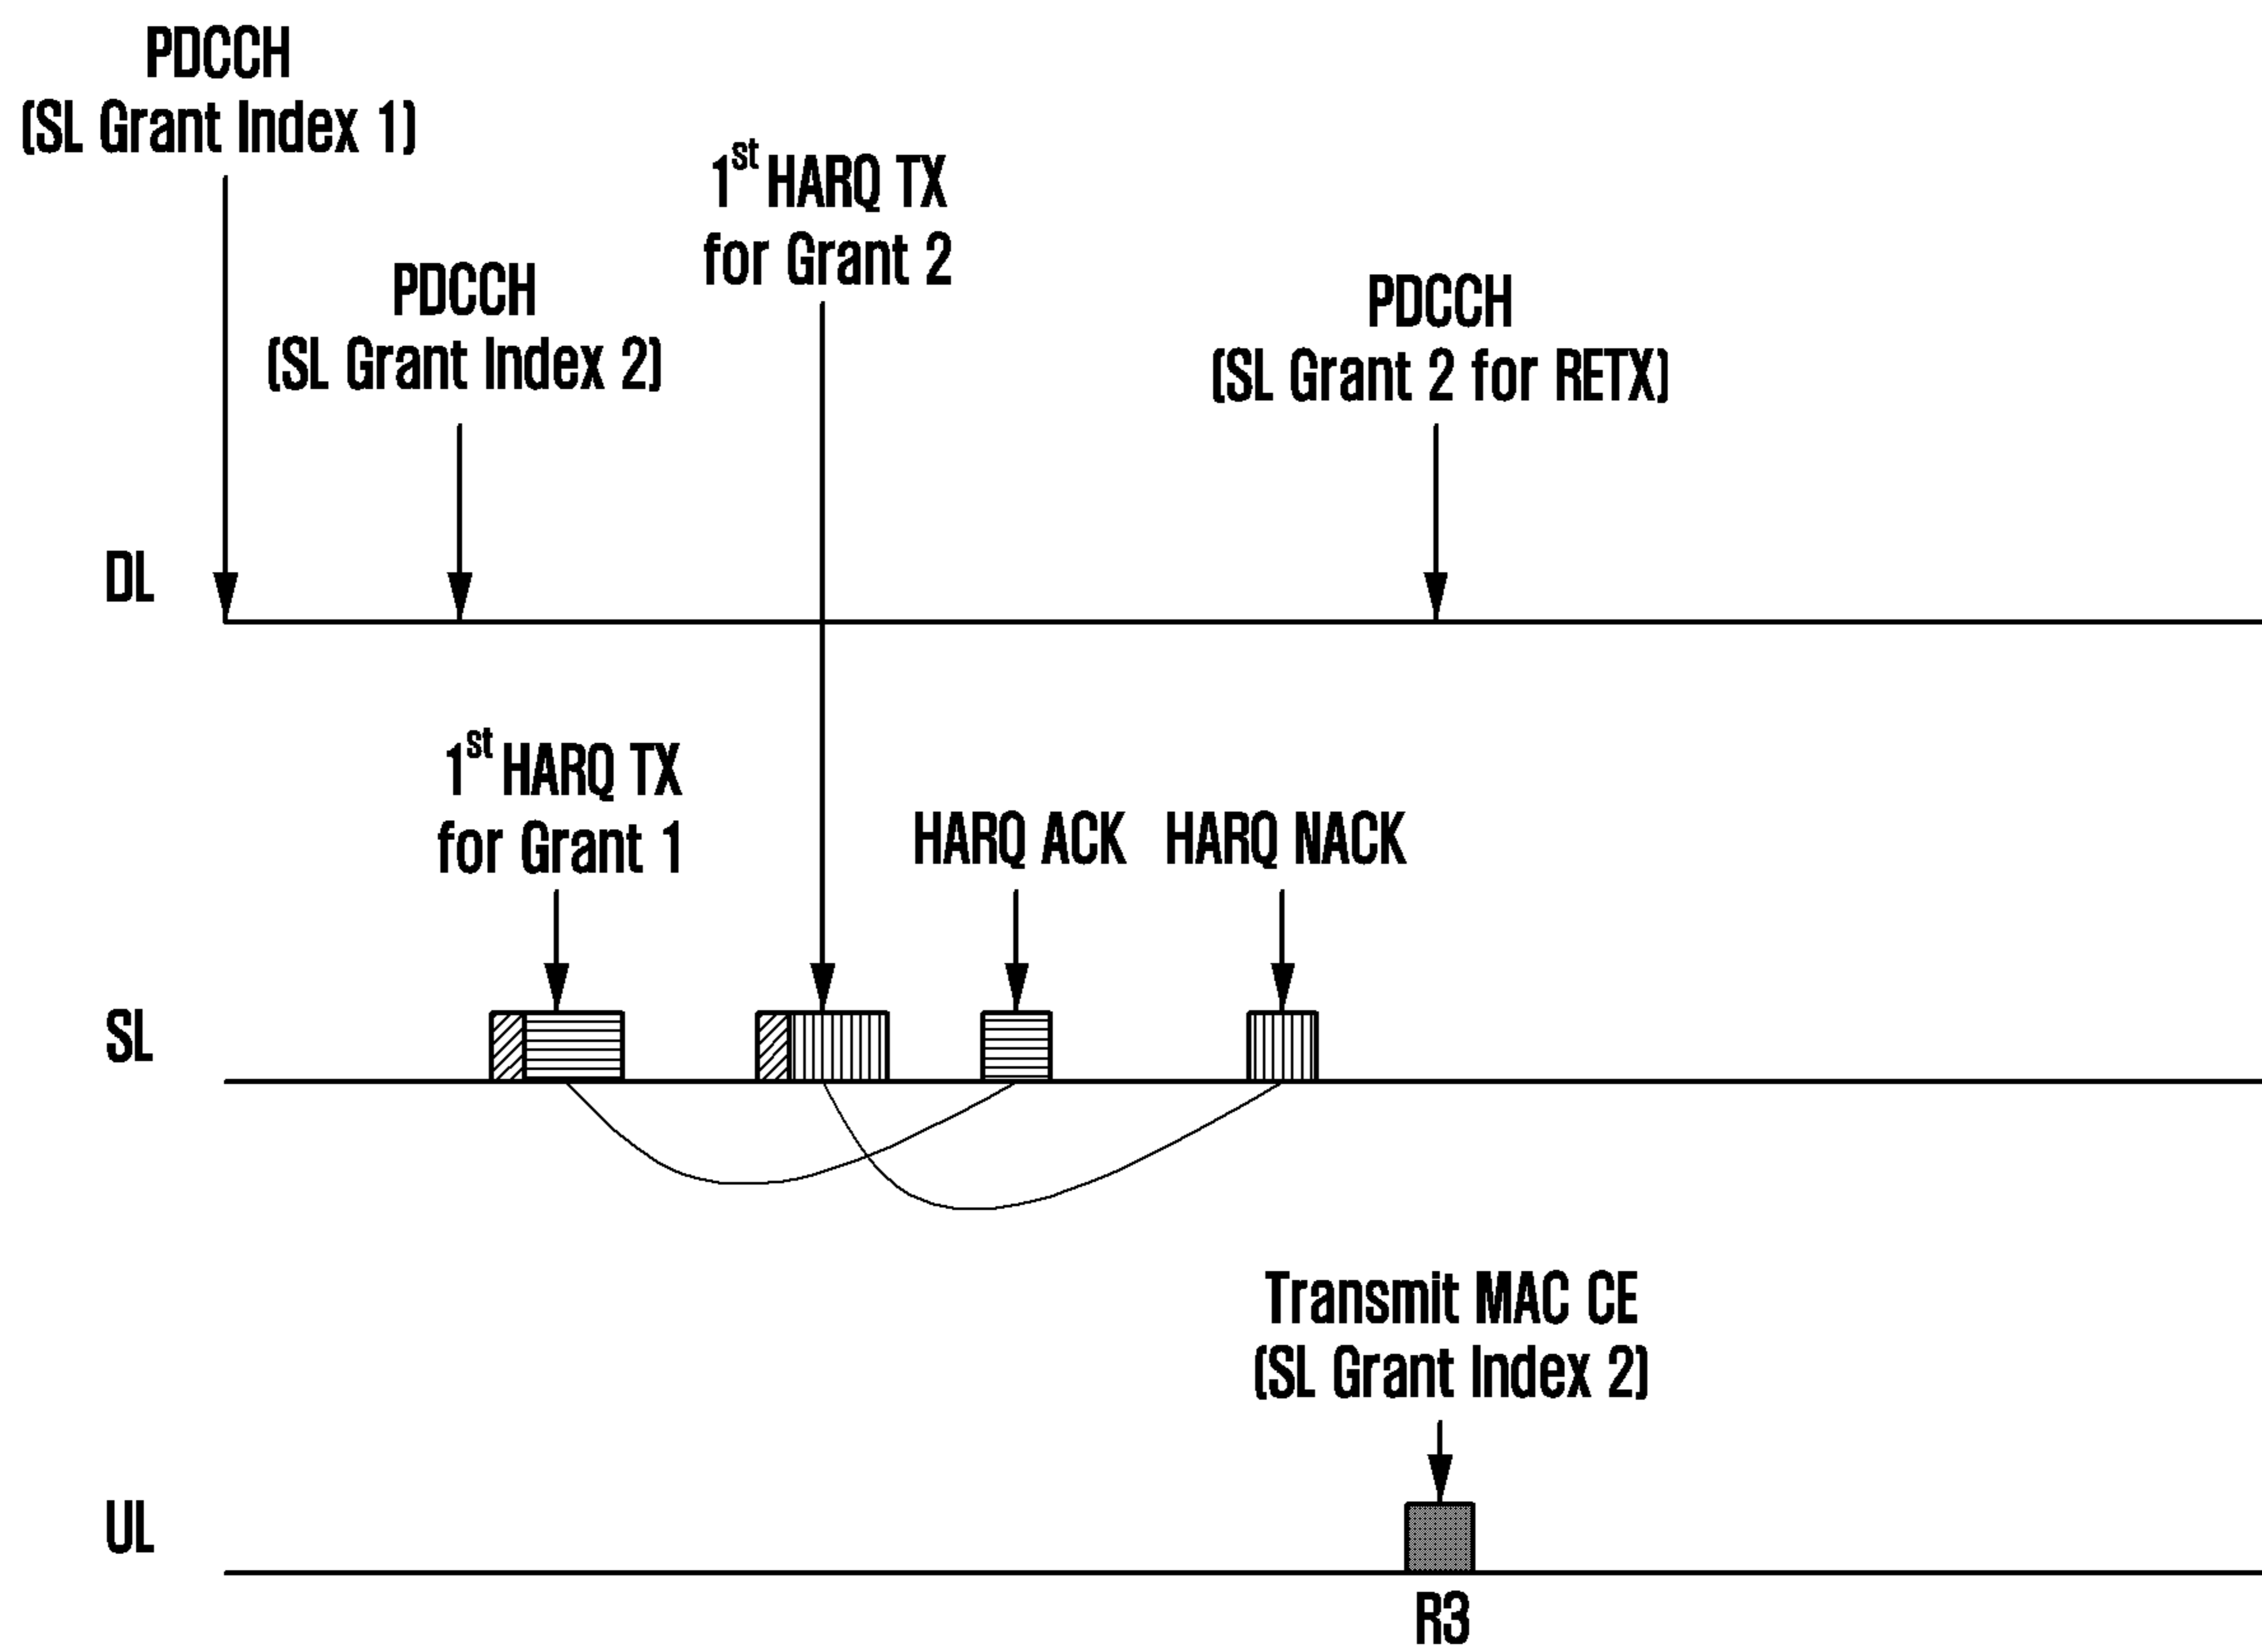 PDCCH
(SL Grant Index 1)
1st HARQ TX
for Grant 2
PDCCH
(SL Grant Index 2)
PDCCH
(SL Grant 2 for RETX)
DL
1st HARQ TX
for Grant 1
HARQ ACK
HARQ NACK
SL
Transmit MAC CE
(SL Grant Index 2)
UL
R3